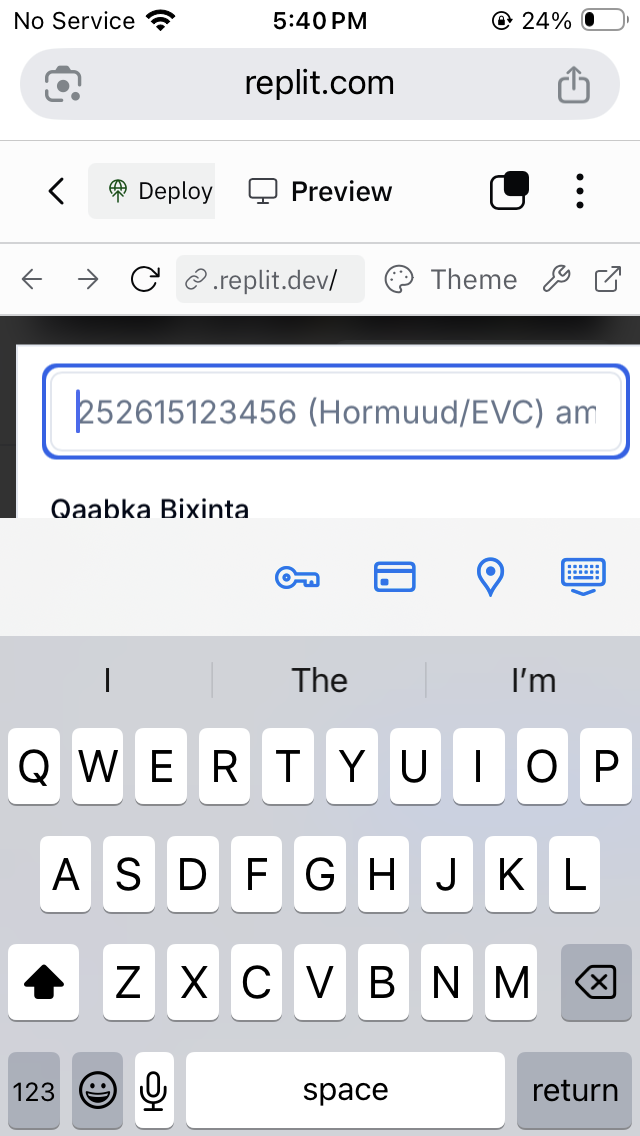 No Service 5:40 PM 24%
replit.com
Deploy Preview
.replit.dev/ Theme
252615123456 (Hormuud/EVC) am
Qaabka Bixinta
I The I'm
Q W E R T Y U I O P
A S D F G H J K L
Z X C V B N M
123 space return